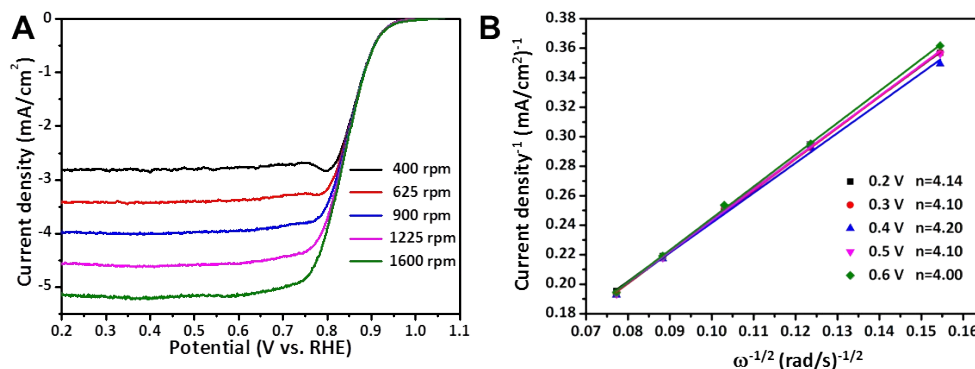 A
Current density (mA/cm²)
0
-1
-2
-3
-4
-5
400 rpm
625 rpm
900 rpm
1225 rpm
1600 rpm
0.2 0.3 0.4 0.5 0.6 0.7 0.8 0.9 1.0 1.1
Potential (V vs. RHE)
B
Current density⁻¹ (mA/cm2)⁻¹
0.36
0.32
0.28
0.26
0.24
0.22
0.20
0.18
0.2 V n=4.14
0.3 V n=4.10
0.4 V n=4.20
0.5 V n=4.10
0.6 V n=4.00
0.07 0.08 0.09 0.10 0.11 0.12 0.13 0.14 0.15 0.16
ω⁻¹/² (rad/s)⁻¹/²